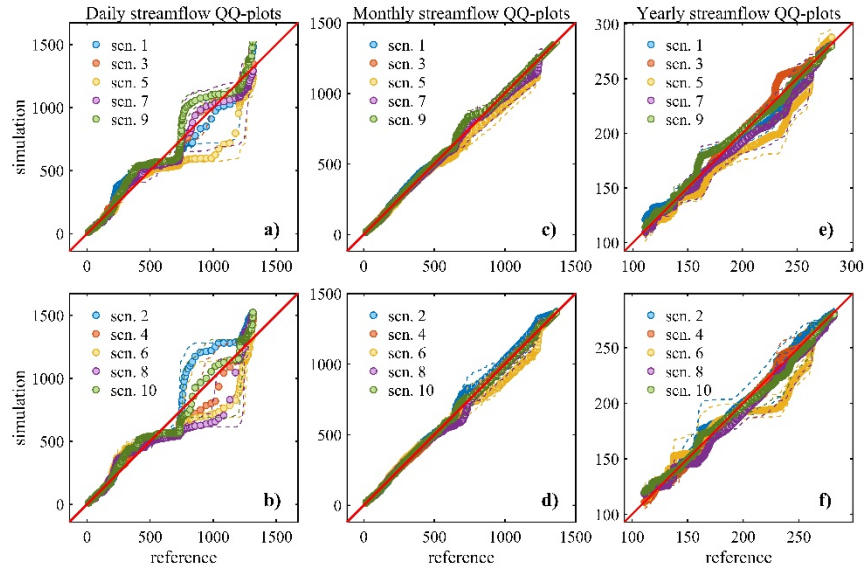 Daily streamflow QQ-plots
Monthly streamflow QQ-plots
Yearly streamflow QQ-plots
simulation
1500
1000
500
0
scn. 1
scn. 3
scn. 5
scn. 7
scn. 9
a)
0
500
1000
1500
1500
1000
500
0
scn. 1
scn. 3
scn. 5
scn. 7
scn. 9
c)
0
500
1000
1500
300
250
200
150
100
scn. 1
scn. 3
scn. 5
scn. 7
scn. 9
e)
100
150
200
250
300
simulation
1500
1000
500
0
scn. 2
scn. 4
scn. 6
scn. 8
scn. 10
b)
0
500
1000
1500
reference
1500
1000
500
0
scn. 2
scn. 4
scn. 6
scn. 8
scn. 10
d)
0
500
1000
1500
reference
250
200
150
100
scn. 2
scn. 4
scn. 6
scn. 8
scn. 10
f)
150
200
250
reference